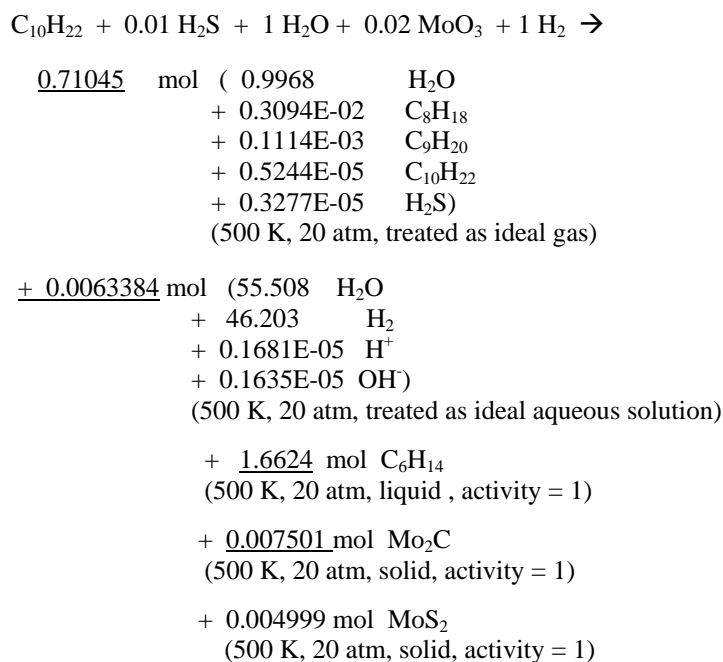 C₁₀H₂₂ + 0.01 H₂S + 1 H₂O + 0.02 MoO₃ + 1 H₂ →
0.71045 mol ( 0.9968 H₂O
+ 0.3094E-02 C₈H₁₈
+ 0.1114E-03 C₉H₂₀
+ 0.5244E-05 C₁₀H₂₂
+ 0.3277E-05 H₂S)
(500 K, 20 atm, treated as ideal gas)
+ 0.0063384 mol (55.508 H₂O
+ 46.203 H₂
+ 0.1681E-05 H⁺
+ 0.1635E-05 OH⁻)
(500 K, 20 atm, treated as ideal aqueous solution)
+ 1.6624 mol C₆H₁₄
(500 K, 20 atm, liquid , activity = 1)
+ 0.007501 mol Mo₂C
(500 K, 20 atm, solid, activity = 1)
+ 0.004999 mol MoS₂
(500 K, 20 atm, solid, activity = 1)